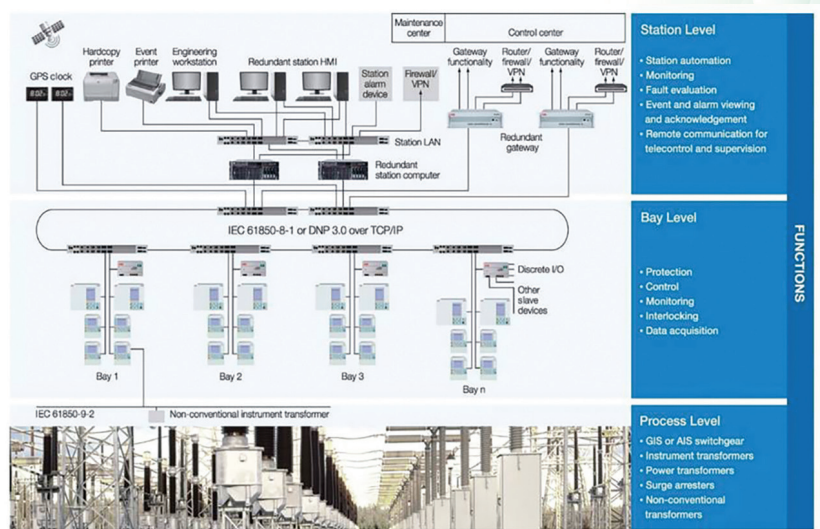 Maintenance
center
Control center
Station Level
Hardcopy
printer
Event
printer
Engineering
workstation
Redundant station HMI
Gateway
functionality
Router/
firewall/
VPN
Gateway
functionality
Router/
firewall/
VPN
GPS clock
Station
alarm
device
Firewall/
VPN
• Station automation
• Monitoring
• Fault evaluation
• Event and alarm viewing
and acknowledgement
• Remote communication for
telecontrol and supervision
Station LAN
Redundant
gateway
Redundant
station computer
IEC 61850-8-1 or DNP 3.0 over TCP/IP
Bay Level
FUNCTIONS
Discrete I/O
Other
slave
devices
• Protection
• Control
• Monitoring
• Interlocking
• Data acquisition
Bay 1
Bay 2
Bay 3
Bay n
IEC 61850-9-2
Non-conventional instrument transformer
Process Level
• GIS or AIS switchgear
• Instrument transformers
• Power transformers
• Surge arresters
• Non-conventional
transformers